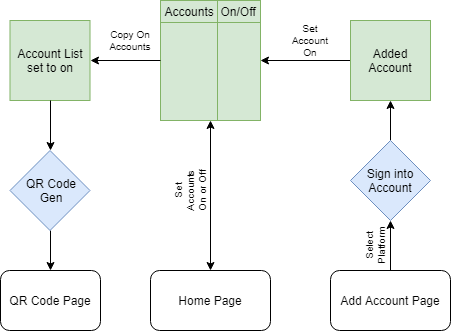 Accounts On/Off
Copy On
Accounts
Set
Account
On
Account List
set to on
Added
Account
QR Code
Gen
Set
Accounts
On or Off
Sign into
Account
Select
Platform
QR Code Page
Home Page
Add Account Page